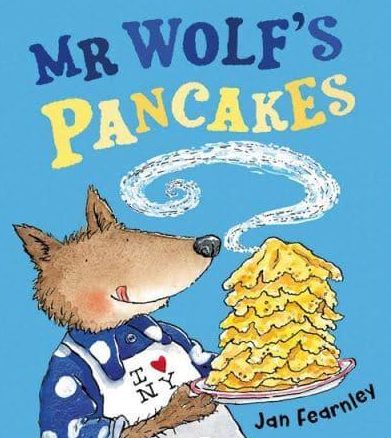 MR WOLF'S
PANCAKES
I ❤
NY
Jan Fearnley